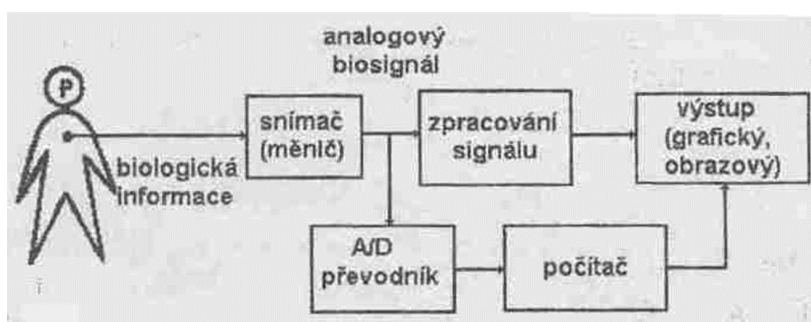 analogový
biosignál
P
snímač
(měnič)
zpracování
signálu
výstup
(grafický,
obrazový)
biologická
informace
A/D
převodník
počítač